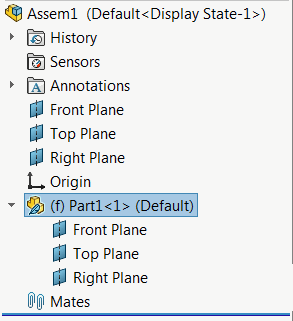 Assem1 (Default<Display State-1>)
History
Sensors
Annotations
Front Plane
Top Plane
Right Plane
Origin
(f) Part1<1> (Default)
Front Plane
Top Plane
Right Plane
Mates